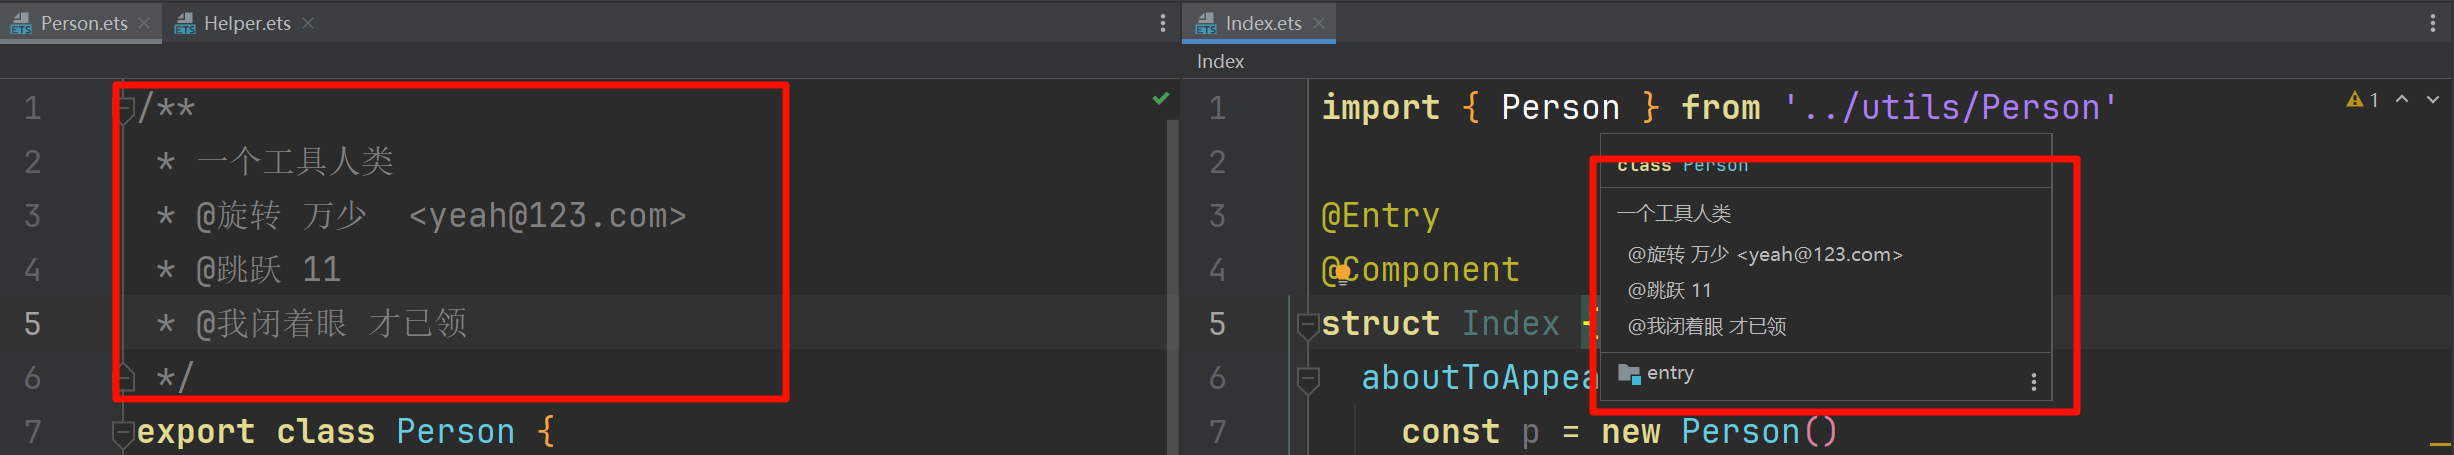 Person.ets
Helper.ets
1 /**
2 * 一个工具人类
3 * @旋转 万少 <yeah@123.com>
4 * @跳跃 11
5 * @我闭着眼 才已领
6 */
7 export class Person {
Index.ets
Index
1 import { Person } from '../utils/Person'
1
2
3 @Entry
4 @Component
5 struct Index {
6 aboutToAppea
7 const p = new Person()
class Person
一个工具人类
@旋转 万少 <yeah@123.com>
@跳跃 11
@我闭着眼 才已领
entry